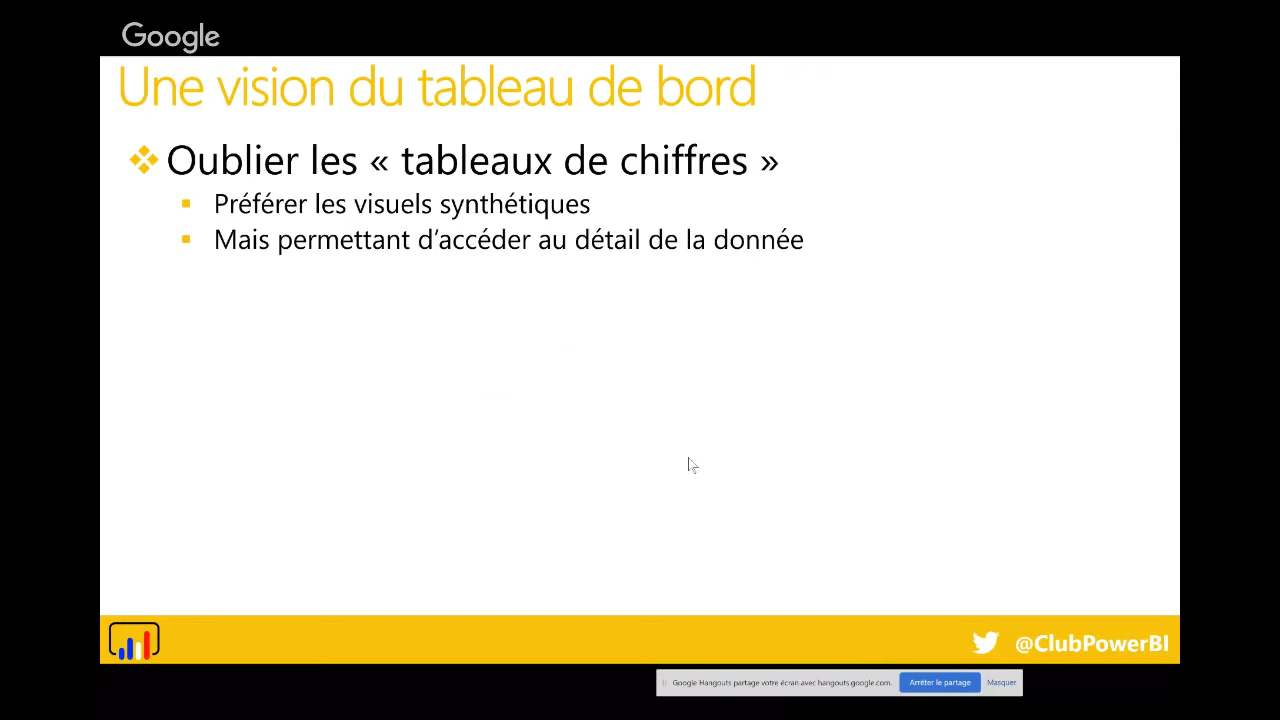 Google
Une vision du tableau de bord
Oublier les « tableaux de chiffres »
Préférer les visuels synthétiques
Mais permettant d’accéder au détail de la donnée
@ClubPowerBI
Google Hangouts partage votre écran avec hangouts.google.com. Arrêter le partage Masquer